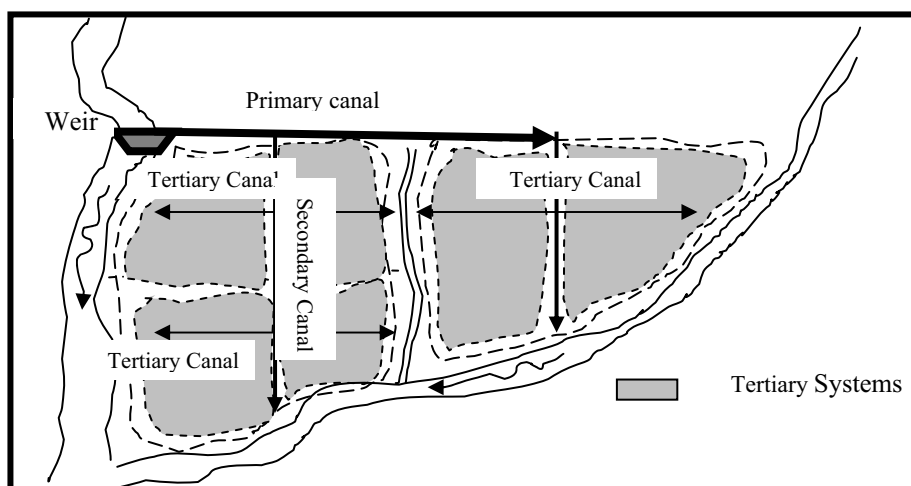 Primary canal
Weir
Tertiary Canal
Tertiary Canal
Secondary Canal
Tertiary Canal
Tertiary Systems